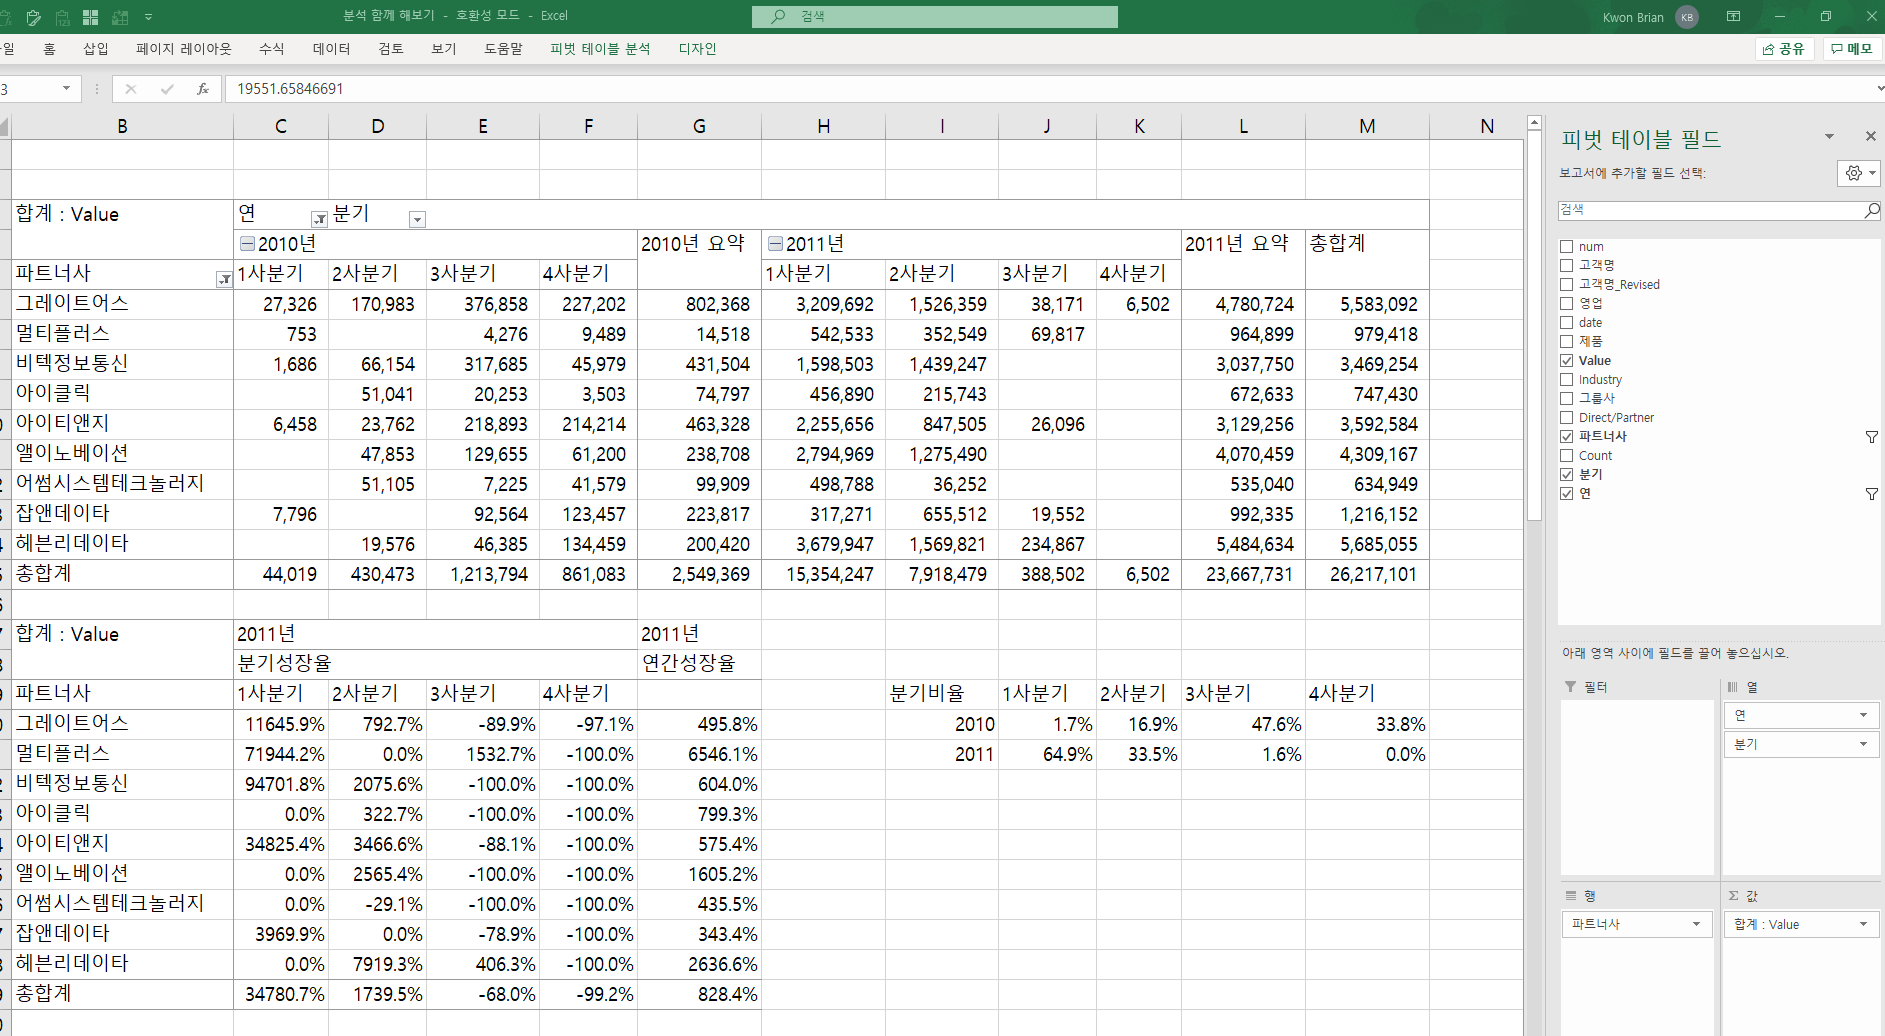 분석 함께 해보기 - 호환성 모드 - Excel
검색
Kwon Brian KB
일 홈 삽입 페이지 레이아웃 수식 데이터 검토 보기 도움말 피벗 테이블 분석 디자인 공유 메모
3 fx 19551.65846691
B C D E F G H I J K L M N
합계 : Value 연 분기
2010년 2010년 요약 2011년 2011년 요약 총합계
파트너사 1사분기 2사분기 3사분기 4사분기 1사분기 2사분기 3사분기 4사분기
그레이트어스 27,326 170,983 376,858 227,202 802,368 3,209,692 1,526,359 38,171 6,502 4,780,724 5,583,092
멀티플러스 753 4,276 9,489 14,518 542,533 352,549 69,817 964,899 979,418
비텍정보통신 1,686 66,154 317,685 45,979 431,504 1,598,503 1,439,247 3,037,750 3,469,254
아이클릭 51,041 20,253 3,503 74,797 456,890 215,743 672,633 747,430
아이티앤지 6,458 23,762 218,893 214,214 463,328 2,255,656 847,505 26,096 3,129,256 3,592,584
앨이노베이션 47,853 129,655 61,200 238,708 2,794,969 1,275,490 4,070,459 4,309,167
어썸시스템테크놀러지 51,105 7,225 41,579 99,909 498,788 36,252 535,040 634,949
잡앤데이타 7,796 92,564 123,457 223,817 317,271 655,512 19,552 992,335 1,216,152
헤븐리데이타 19,576 46,385 134,459 200,420 3,679,947 1,569,821 234,867 5,484,634 5,685,055
총합계 44,019 430,473 1,213,794 861,083 2,549,369 15,354,247 7,918,479 388,502 6,502 23,667,731 26,217,101
합계 : Value 2011년 2011년
분기성장율 연간성장율
파트너사 1사분기 2사분기 3사분기 4사분기 분기비율 1사분기 2사분기 3사분기 4사분기
그레이트어스 11645.9% 792.7% -89.9% -97.1% 495.8% 2010 1.7% 16.9% 47.6% 33.8%
멀티플러스 71944.2% 0.0% 1532.7% -100.0% 6546.1% 2011 64.9% 33.5% 1.6% 0.0%
비텍정보통신 94701.8% 2075.6% -100.0% -100.0% 604.0%
아이클릭 0.0% 322.7% -100.0% -100.0% 799.3%
아이티앤지 34825.4% 3466.6% -88.1% -100.0% 575.4%
앨이노베이션 0.0% 2565.4% -100.0% -100.0% 1605.2%
어썸시스템테크놀러지 0.0% -29.1% -100.0% -100.0% 435.5%
잡앤데이타 3969.9% 0.0% -78.9% -100.0% 343.4%
헤븐리데이타 0.0% 7919.3% 406.3% -100.0% 2636.6%
총합계 34780.7% 1739.5% -68.0% -99.2% 828.4%
피벗 테이블 필드
보고서에 추가할 필드 선택:
검색
num
고객명
고객명_Revised
영업
date
제품
Value
Industry
그룹사
Direct/Partner
파트너사
Count
분기
연
아래 영역 사이에 필드를 끌어 놓으십시오.
필터 열
연
분기
행 Σ 값
파트너사 합계 : Value